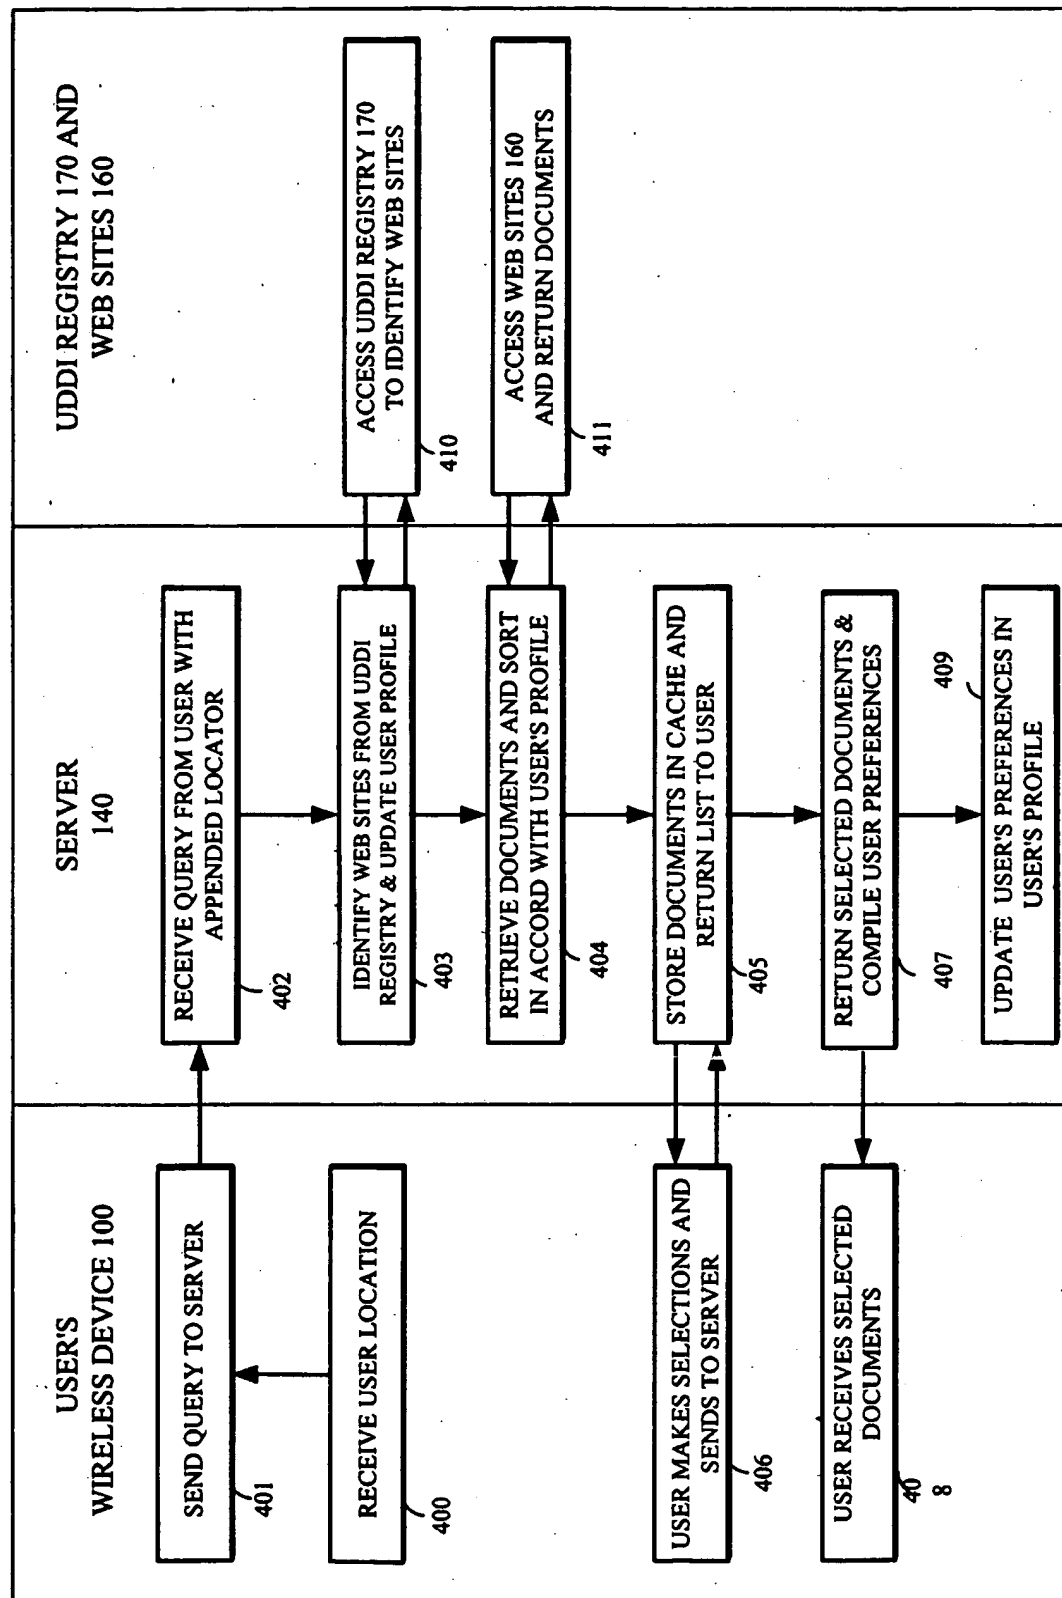 USER'S
WIRELESS DEVICE 100
SEND QUERY TO SERVER
401
RECEIVE USER LOCATION
400
USER MAKES SELECTIONS AND
SENDS TO SERVER
406
USER RECEIVES SELECTED
DOCUMENTS
40
8
SERVER
140
RECEIVE QUERY FROM USER WITH
APPENDED LOCATOR
402
IDENTIFY WEB SITES FROM UDDI
REGISTRY & UPDATE USER PROFILE
403
RETRIEVE DOCUMENTS AND SORT
IN ACCORD WITH USER'S PROFILE
404
STORE DOCUMENTS IN CACHE AND
RETURN LIST TO USER
405
RETURN SELECTED DOCUMENTS &
COMPILE USER PREFERENCES
407
409
UPDATE USER'S PREFERENCES IN
USER'S PROFILE
UDDI REGISTRY 170 AND
WEB SITES 160
ACCESS UDDI REGISTRY 170
TO IDENTIFY WEB SITES
410
ACCESS WEB SITES 160
AND RETURN DOCUMENTS
411